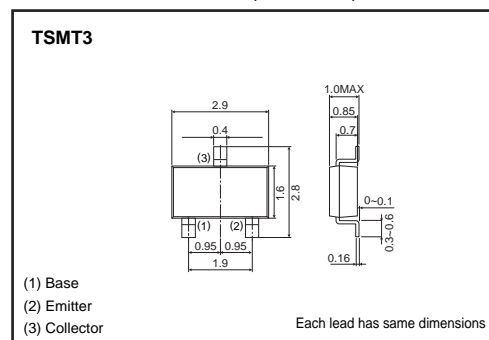 TSMT3
1.0MAX
2.9
0.85
0.4
0.7
(3)
1.6
2.8
0~0.1
(1)
(2)
0.3~0.6
0.95
0.95
0.16
1.9
(1) Base
(2) Emitter
(3) Collector
Each lead has same dimensions